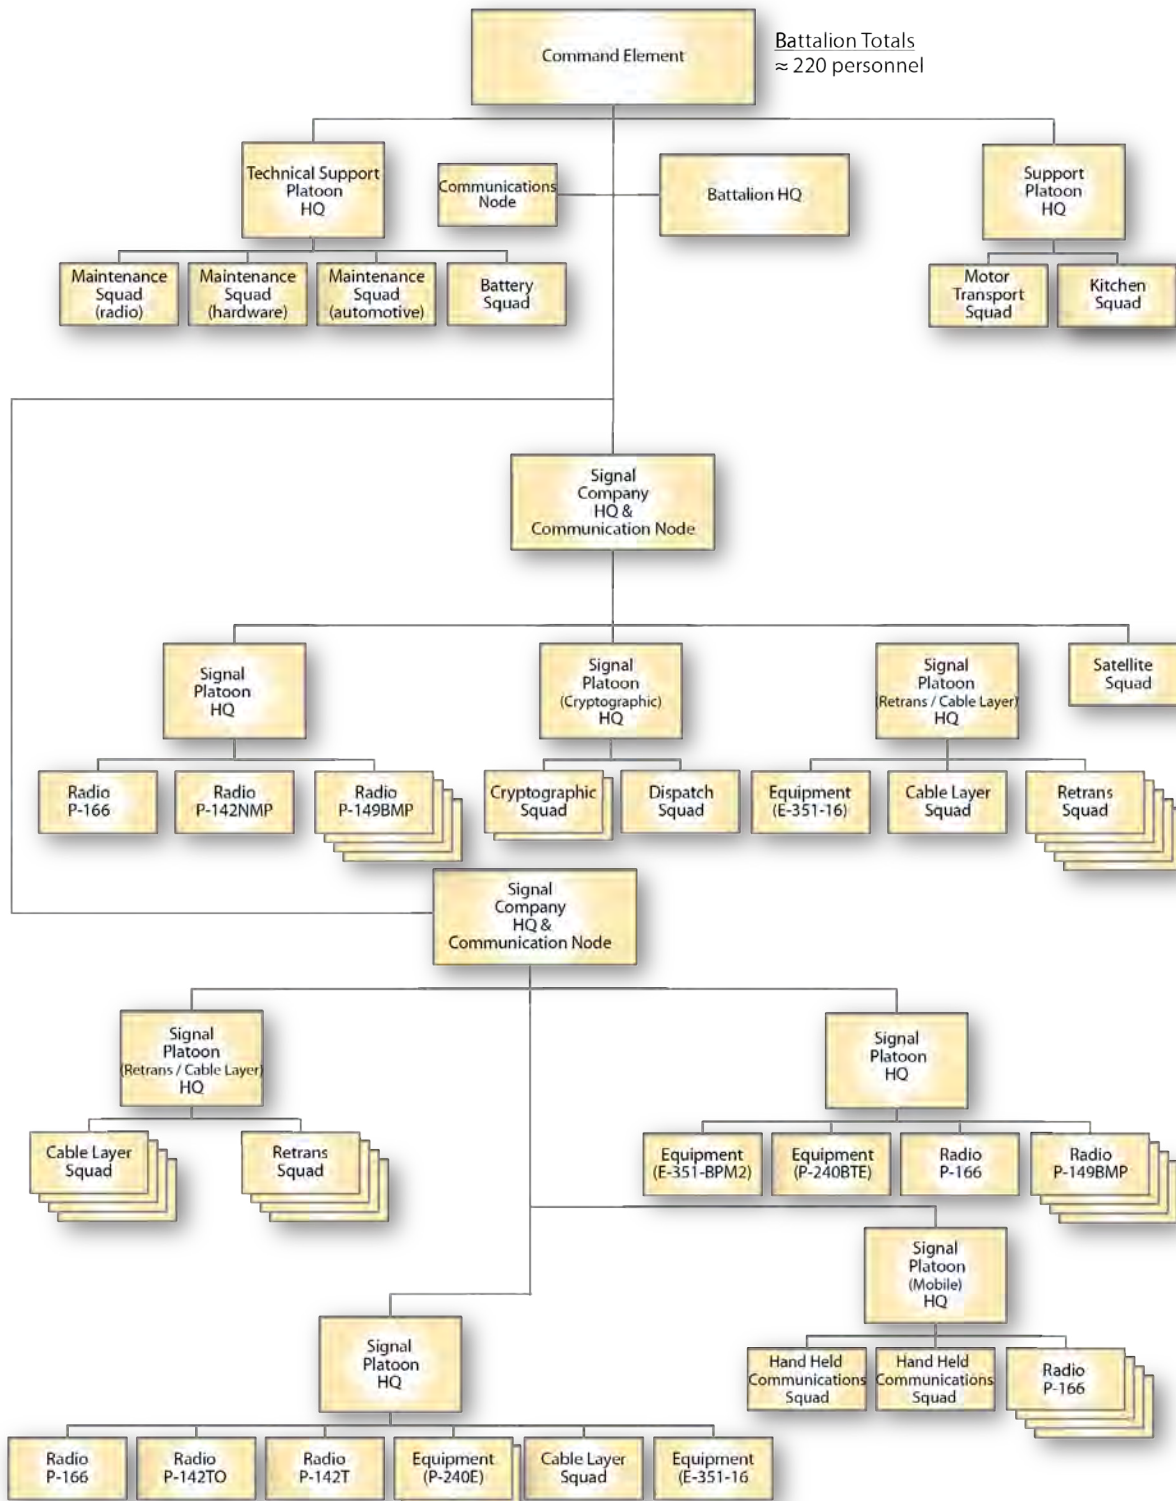 Command Element
Battalion Totals
≈ 220 personnel
Technical Support
Platoon
HQ
Communications
Node
Battalion HQ
Support
Platoon
HQ
Maintenance
Squad
(radio)
Maintenance
Squad
(hardware)
Maintenance
Squad
(automotive)
Battery
Squad
Motor
Transport
Squad
Kitchen
Squad
Signal
Company
HQ &
Communication Node
Signal
Platoon
HQ
Signal
Platoon
(Cryptographic)
HQ
Signal
Platoon
(Retrans / Cable Layer)
HQ
Satellite
Squad
Radio
P-166
Radio
P-142NMP
Radio
P-149BMP
Cryptographic
Squad
Dispatch
Squad
Equipment
(E-351-16)
Cable Layer
Squad
Retrans
Squad
Signal
Company
HQ &
Communication Node
Signal
Platoon
(Retrans / Cable Layer)
HQ
Signal
Platoon
HQ
Cable Layer
Squad
Retrans
Squad
Equipment
(E-351-BPM2)
Equipment
(P-240BTE)
Radio
P-166
Radio
P-149BMP
Signal
Platoon
(Mobile)
HQ
Signal
Platoon
HQ
Hand Held
Communications
Squad
Hand Held
Communications
Squad
Radio
P-166
Radio
P-166
Radio
P-142TO
Radio
P-142T
Equipment
(P-240E)
Cable Layer
Squad
Equipment
(E-351-16